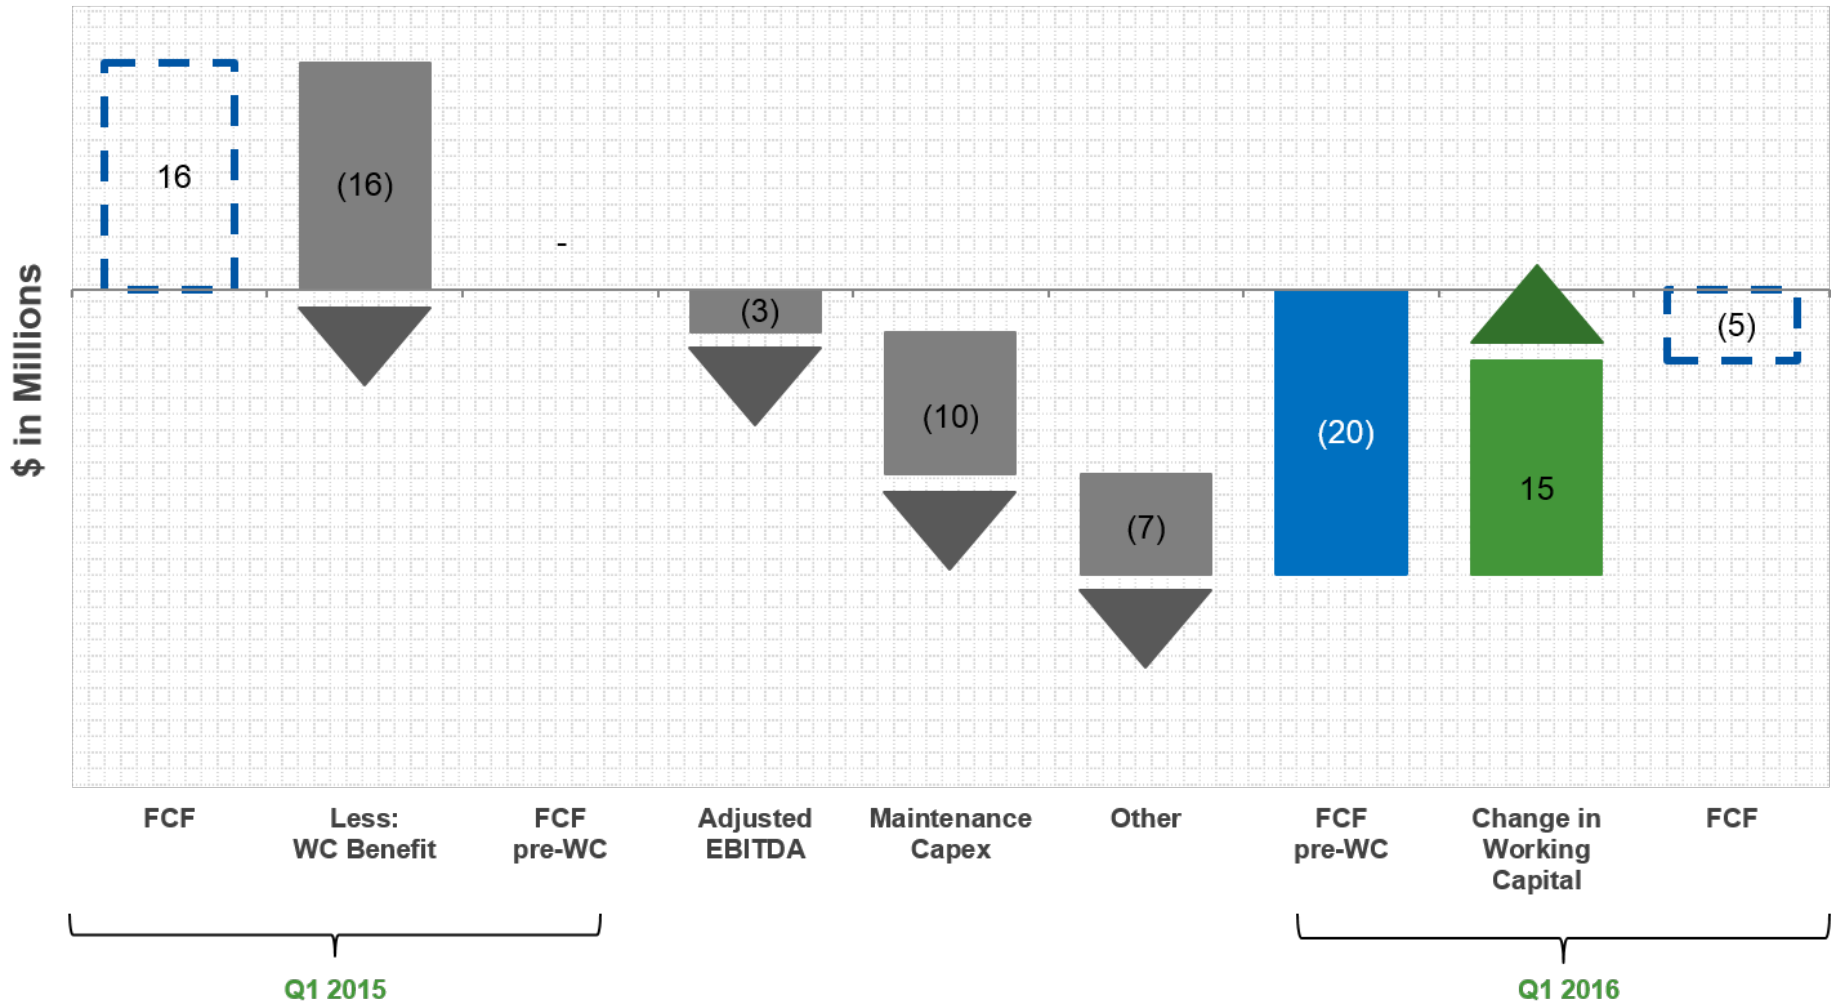 $ in Millions
16
(16)
-
(3)
(10)
(7)
(20)
15
(5)
FCF
Less:
WC Benefit
FCF
pre-WC
Adjusted
EBITDA
Maintenance
Capex
Other
FCF
pre-WC
Change in
Working
Capital
FCF
Q1 2015
Q1 2016